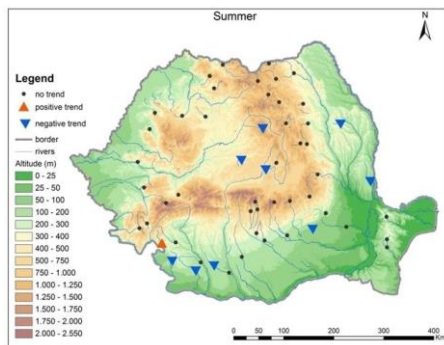 Summer
N
Legend
no trend
positive trend
negative trend
border
rivers
Altitude (m)
0 - 25
25 - 50
50 - 100
100 - 200
200 - 300
300 - 400
400 - 500
500 - 750
750 - 1.000
1.000 - 1.250
1.250 - 1.500
1.500 - 1.750
1.750 - 2.000
2.000 - 2.550
0
100
200
300
400
Km